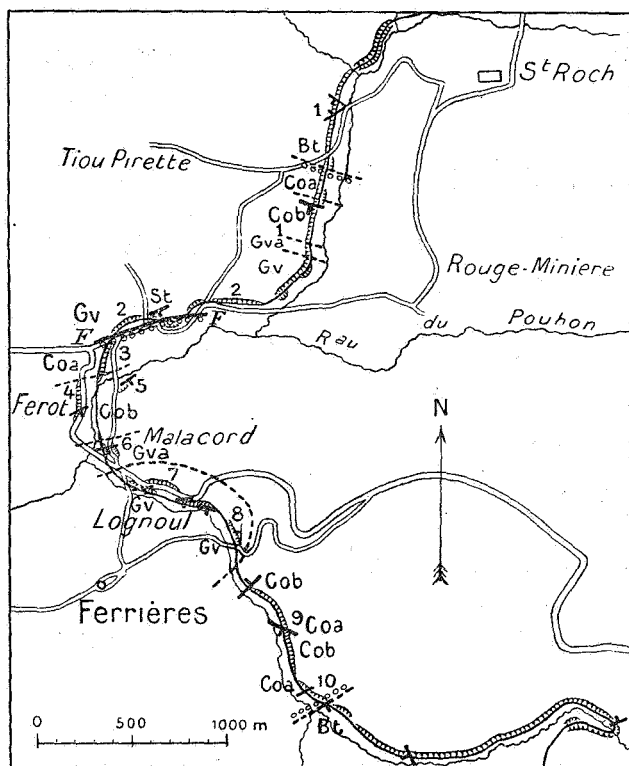 St Roch
1
Bt
Tiou Pirette
Coa
Cob
1
Gva
Gv
Rouge-Minière
2 St 2
Gv
F F
Rau du Pouhon
3
Coa
4 5
Ferot Cob
N
6 Malacord
Gva
7
Gv
Lognoul 8
Gv
Cob
Ferrières
9 Coa
Cob
Coa 10
Bt
0 500 1000 m